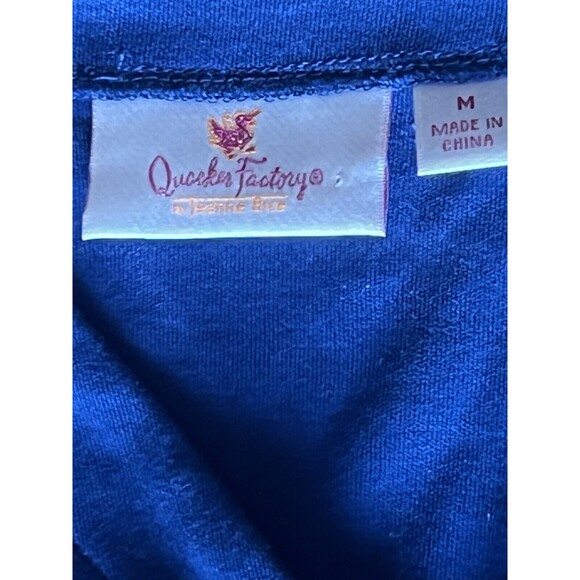 Quacker Factory®
by Jeanne Bice
M
MADE IN
CHINA